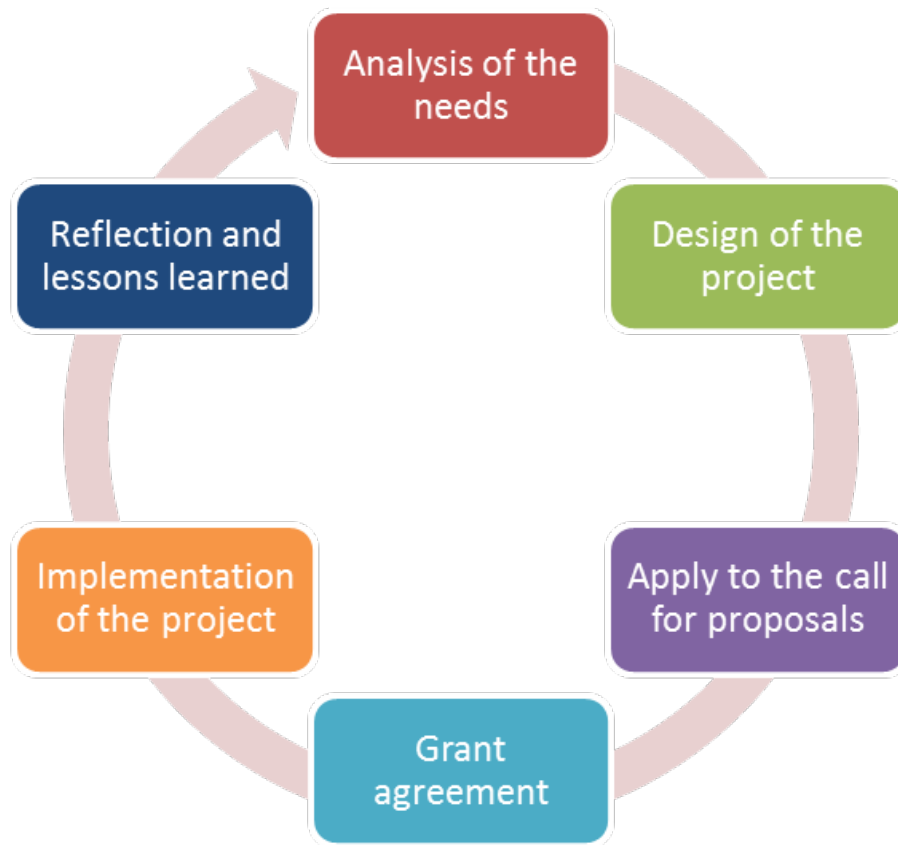 Analysis of the
needs
Design of the
project
Apply to the call
for proposals
Grant
agreement
Implementation
of the project
Reflection and
lessons learned